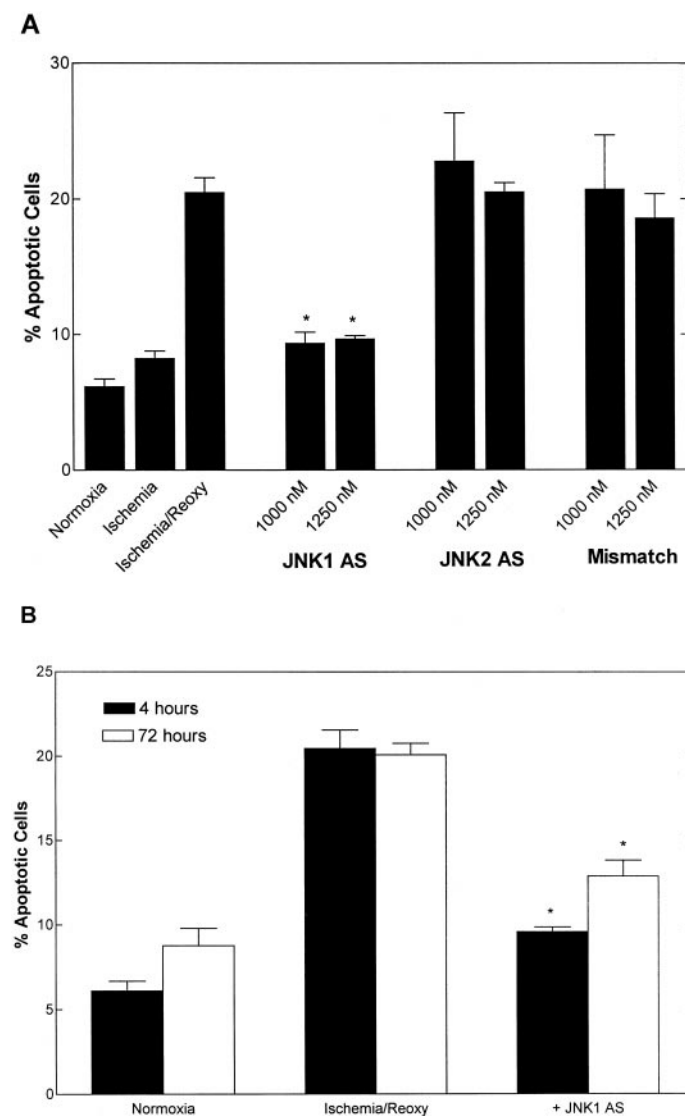 A
30
20
10
0
% Apoptotic Cells
Normoxia
Ischemia
Ischemia/Reoxy
1000 nM
1250 nM
1000 nM
1250 nM
1000 nM
1250 nM
* *
JNK1 AS JNK2 AS Mismatch
B
25
20
15
10
5
0
% Apoptotic Cells
4 hours
72 hours
*
*
Normoxia Ischemia/Reoxy + JNK1 AS